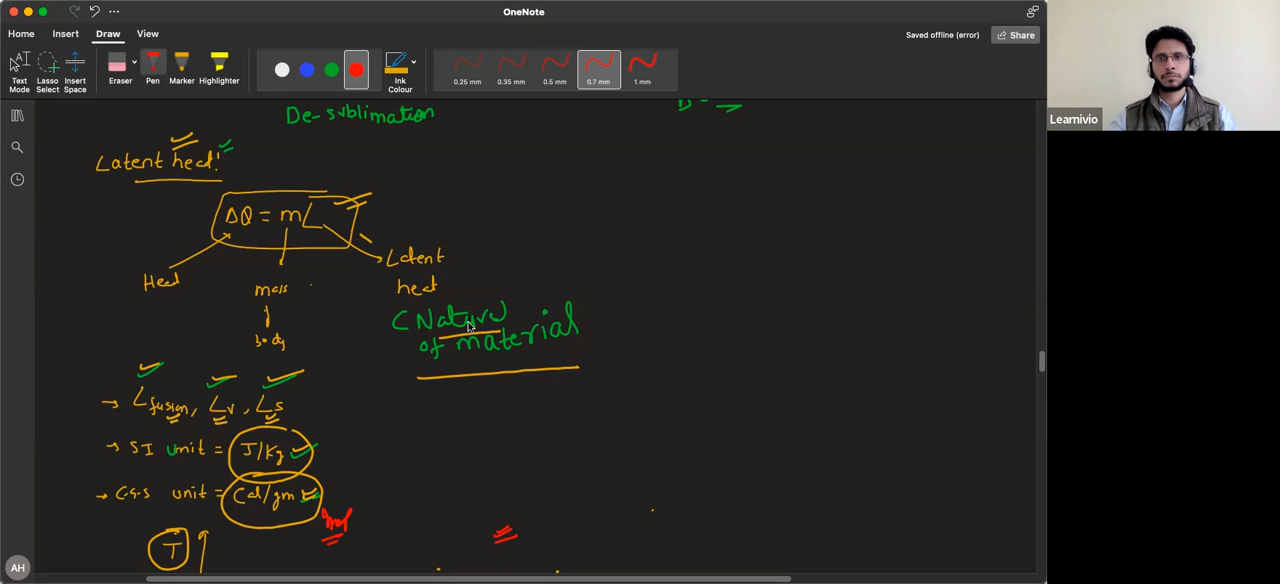 OneNote
Home Insert Draw View
Saved offline (error) Share
Text Mode Lasso Select Insert Space Eraser Pen Marker Highlighter Ink Colour 0.25 mm 0.35 mm 0.5 mm 0.7 mm 1 mm
Learnivio
De-sublimation
Latent heat!
ΔQ = mL
Heat
mass
body
Latent
heat
(Nature)
of material
→ Lfusion, Lv, Ls
→ SI unit = J/Kg
→ C.G.S unit = Cal/gm
T
AH